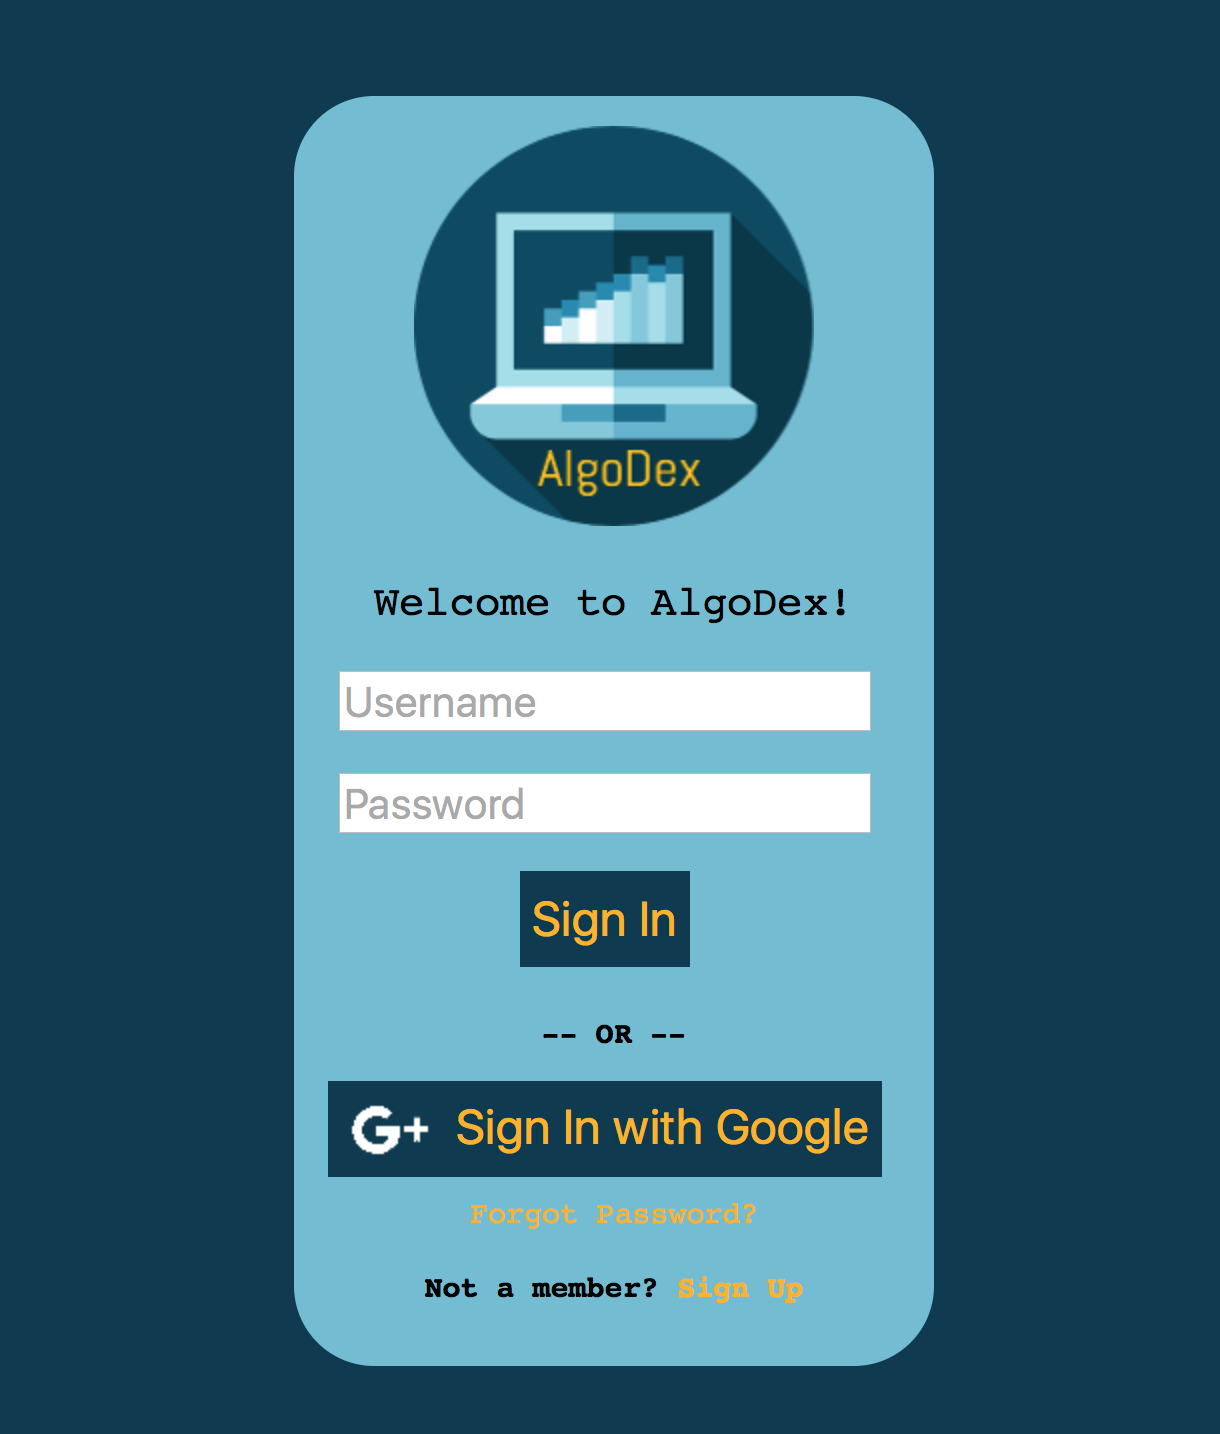 AlgoDex
Welcome to AlgoDex!
Username
Password
Sign In
-- OR --
G+ Sign In with Google
Forgot Password?
Not a member? Sign Up